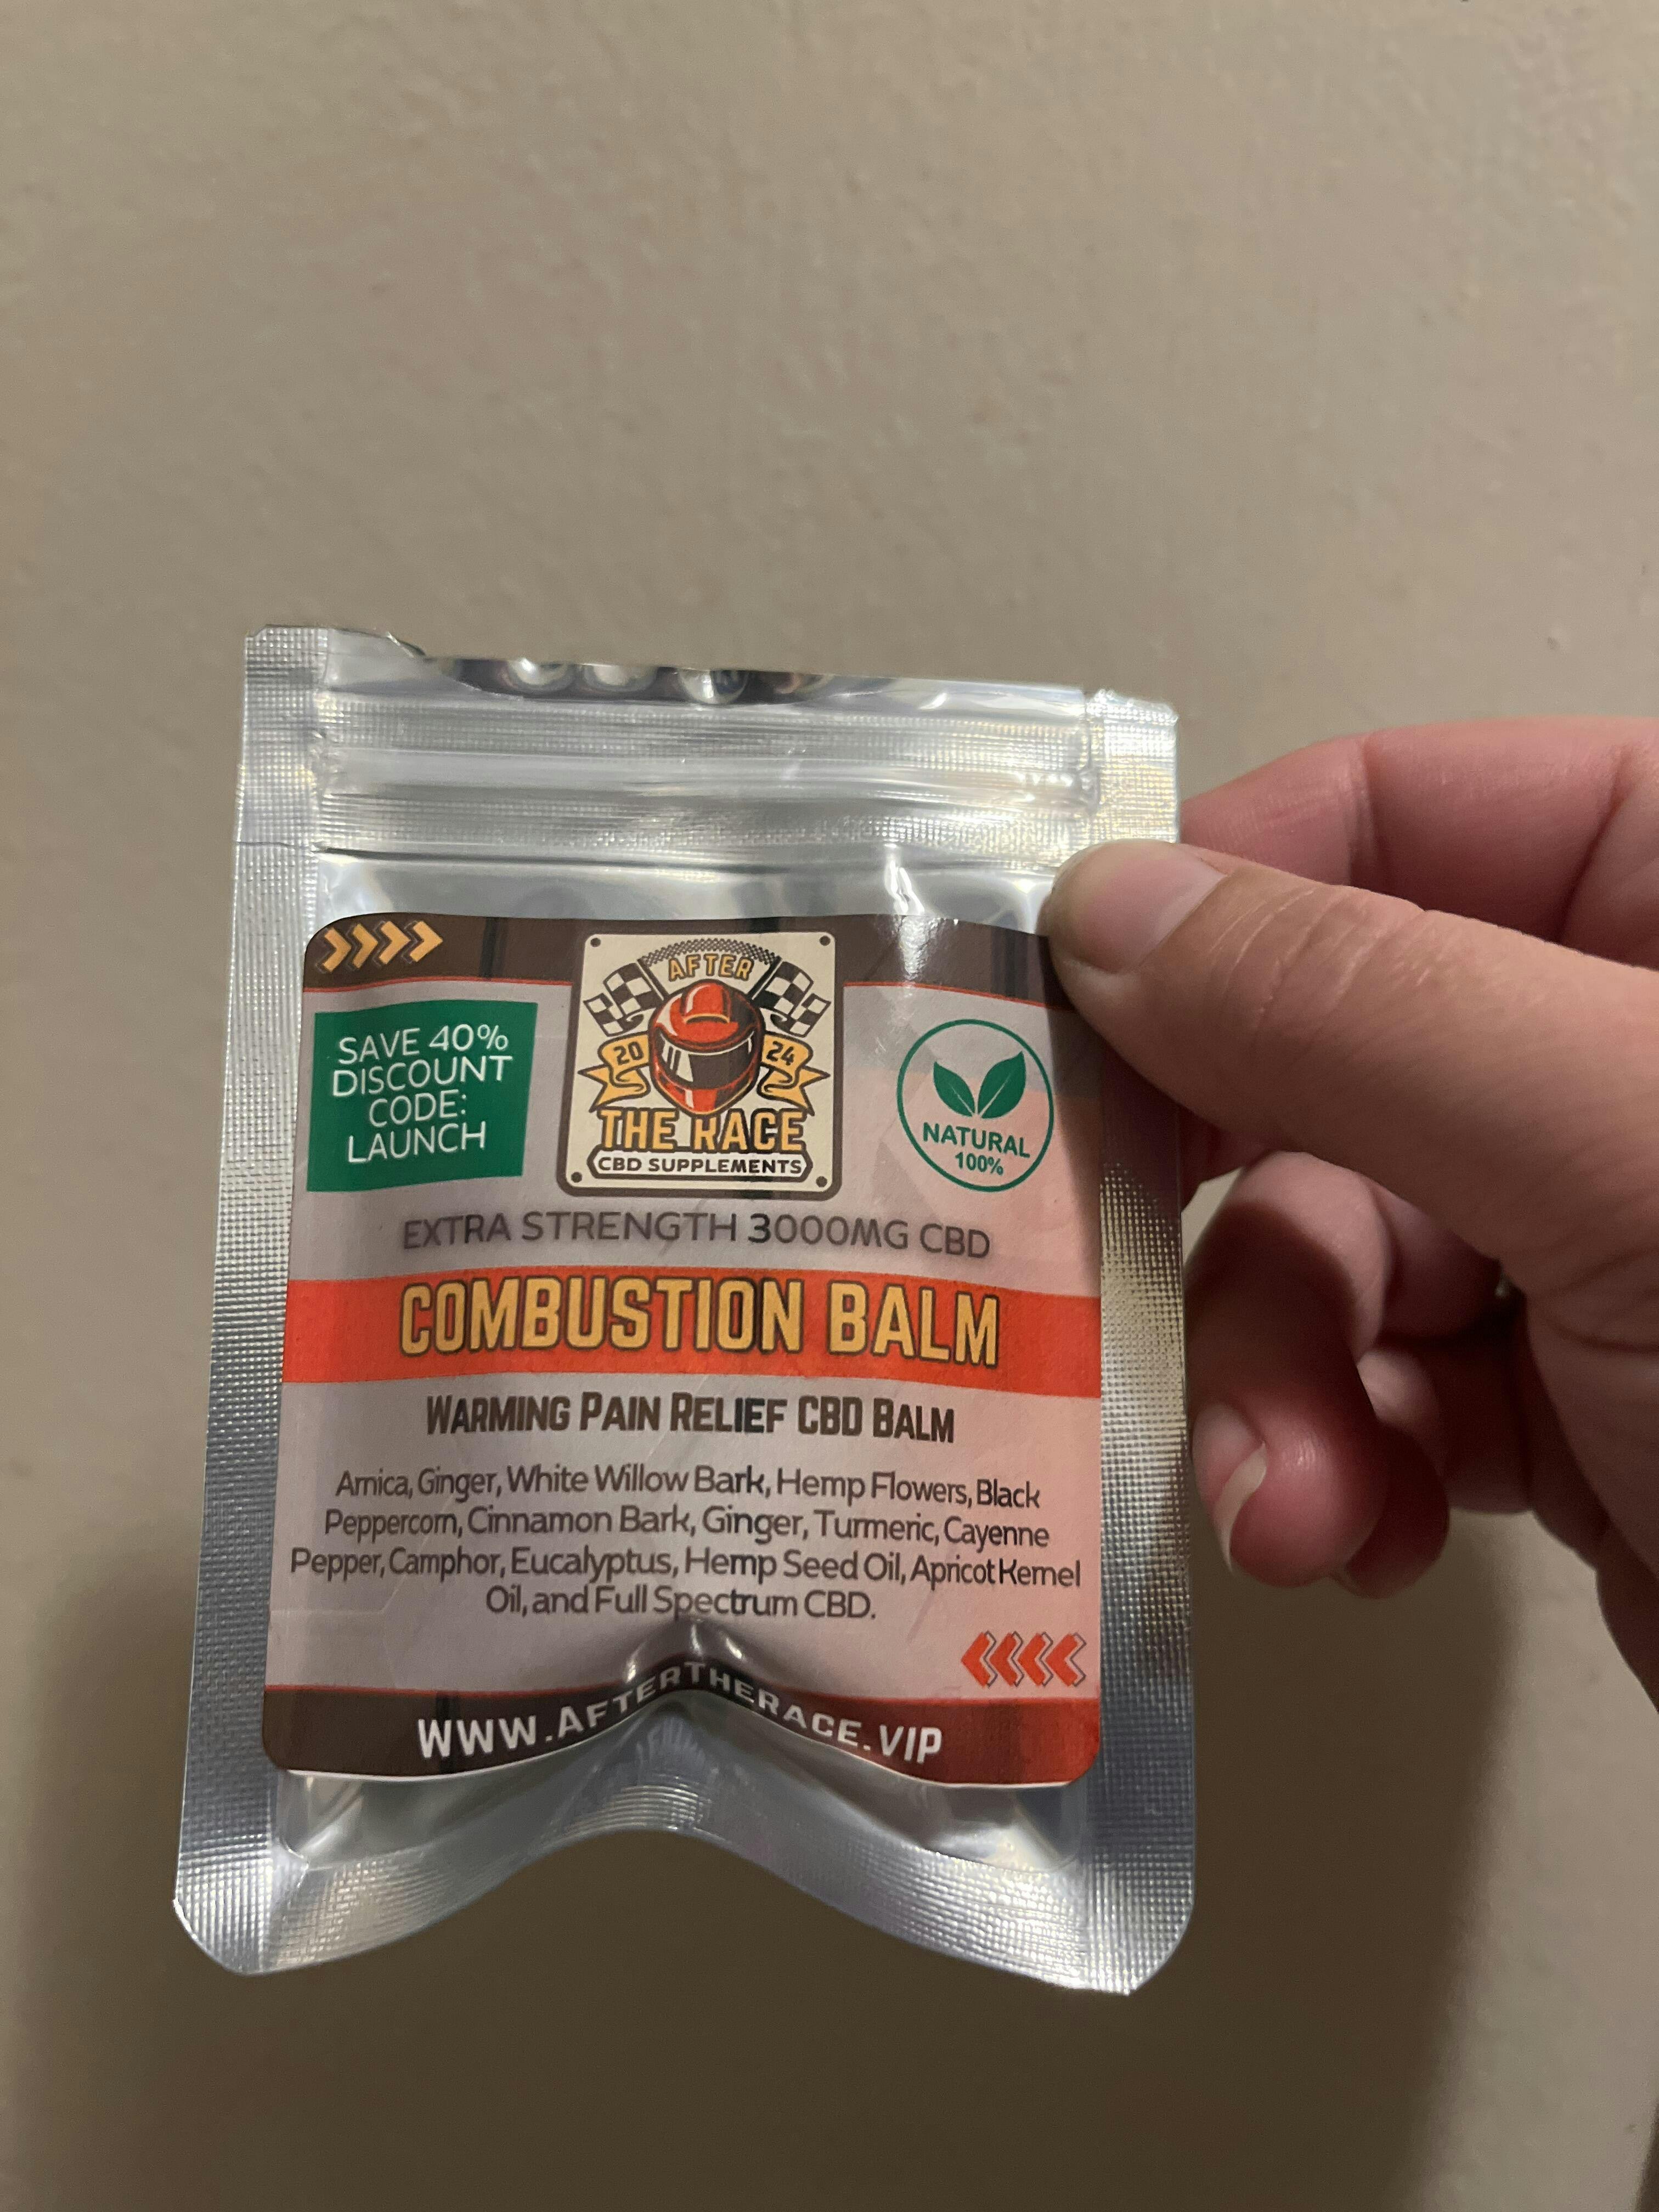 SAVE 40%
DISCOUNT
CODE:
LAUNCH
AFTER
20 24
THE RACE
CBD SUPPLEMENTS
NATURAL
100%
EXTRA STRENGTH 3000MG CBD
COMBUSTION BALM
WARMING PAIN RELIEF CBD BALM
Arnica, Ginger, White Willow Bark, Hemp Flowers, Black
Peppercorn, Cinnamon Bark, Ginger, Turmeric, Cayenne
Pepper, Camphor, Eucalyptus, Hemp Seed Oil, Apricot Kernel
Oil, and Full Spectrum CBD.
WWW.AFTERTHERACE.VIP